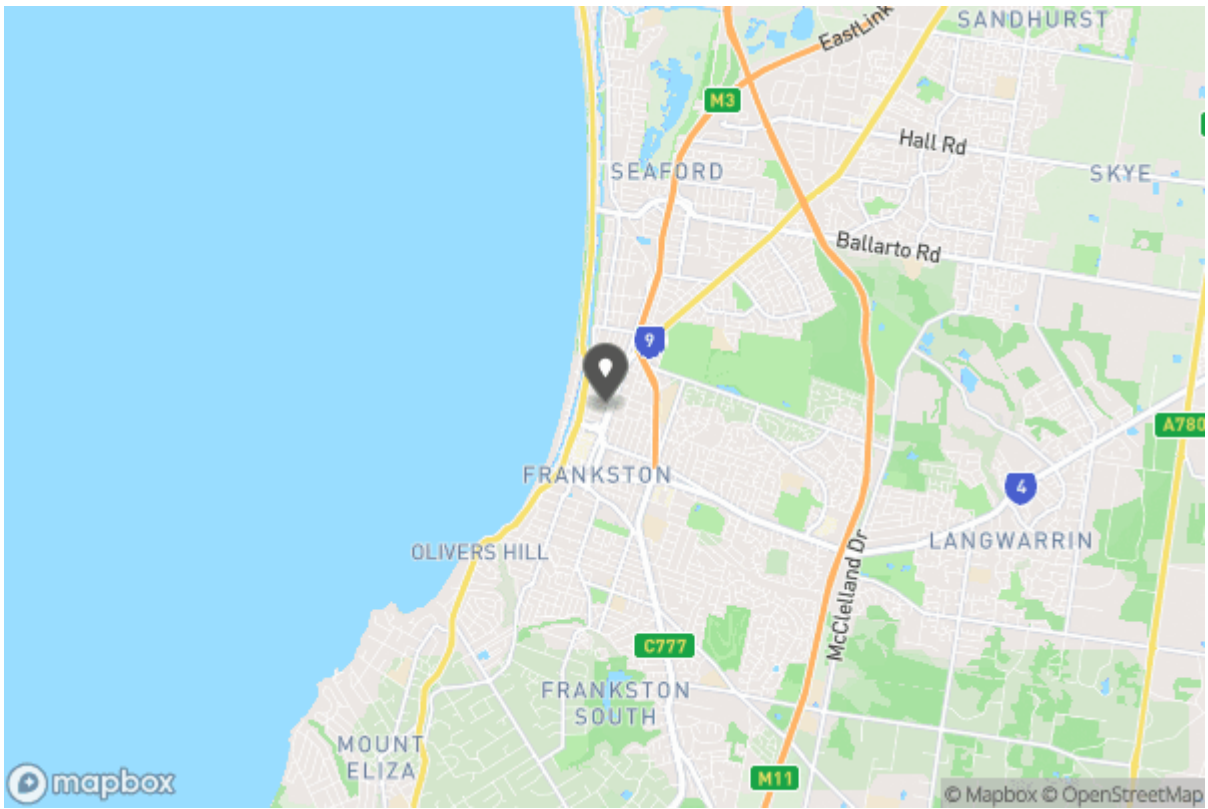 SANDHURST
EastLink
M3
Hall Rd
SEAFORD
SKYE
Ballarto Rd
9
A780
FRANKSTON
4
OLIVERS HILL
LANGWARRIN
McClelland Dr
C777
FRANKSTON
SOUTH
MOUNT
ELIZA
M11
mapbox
© Mapbox © OpenStreetMap